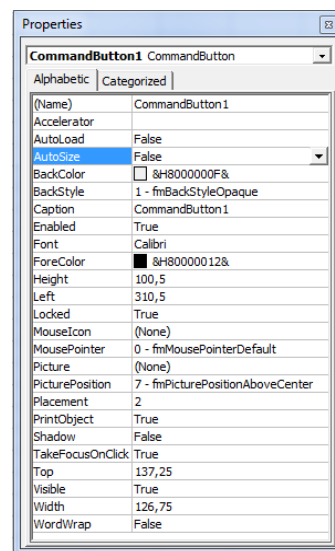 Properties
CommandButton1 CommandButton
Alphabetic Categorized
(Name) CommandButton1
Accelerator
AutoLoad False
AutoSize False
BackColor &H8000000F&
BackStyle 1 - fmBackStyleOpaque
Caption CommandButton1
Enabled True
Font Calibri
ForeColor &H80000012&
Height 100,5
Left 310,5
Locked True
MouseIcon (None)
MousePointer 0 - fmMousePointerDefault
Picture (None)
PicturePosition 7 - fmPicturePositionAboveCenter
Placement 2
PrintObject True
Shadow False
TakeFocusOnClick True
Top 137,25
Visible True
Width 126,75
WordWrap False